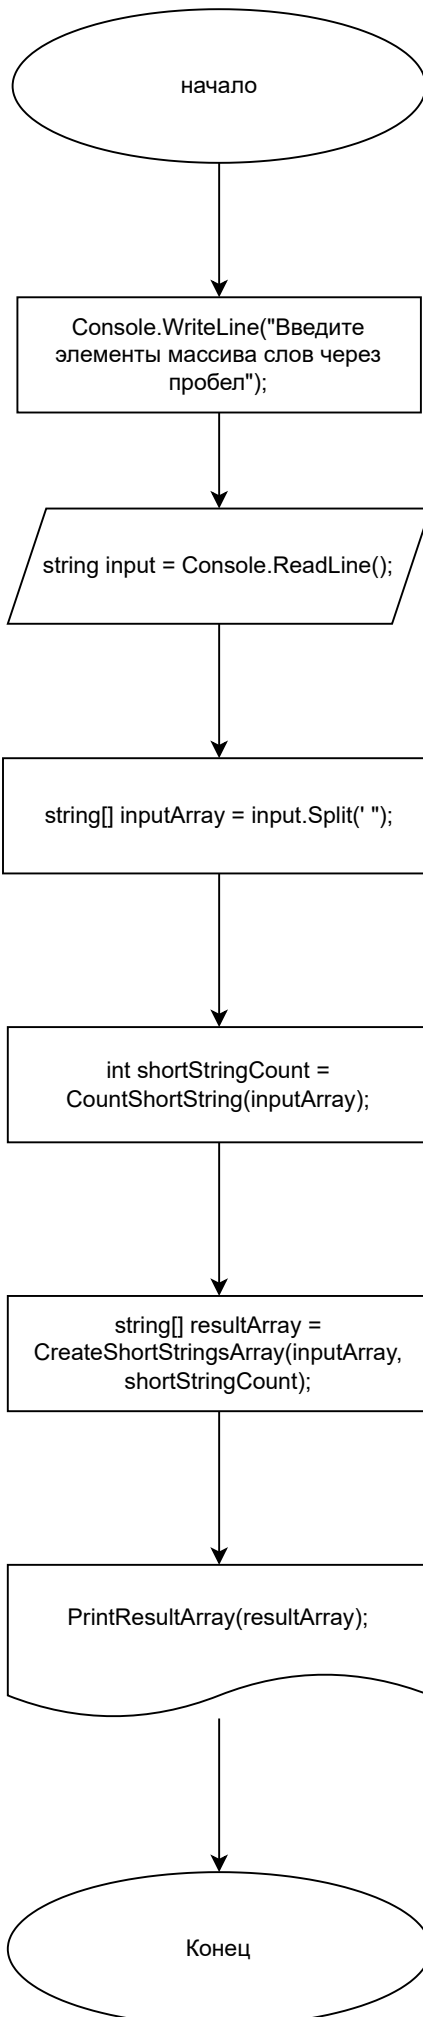 начало
Console.WriteLine("Введите
элементы массива слов через
пробел");
string input = Console.ReadLine();
string[] inputArray = input.Split(' ");
int shortStringCount =
CountShortString(inputArray);
string[] resultArray =
CreateShortStringsArray(inputArray,
shortStringCount);
PrintResultArray(resultArray);
Конец